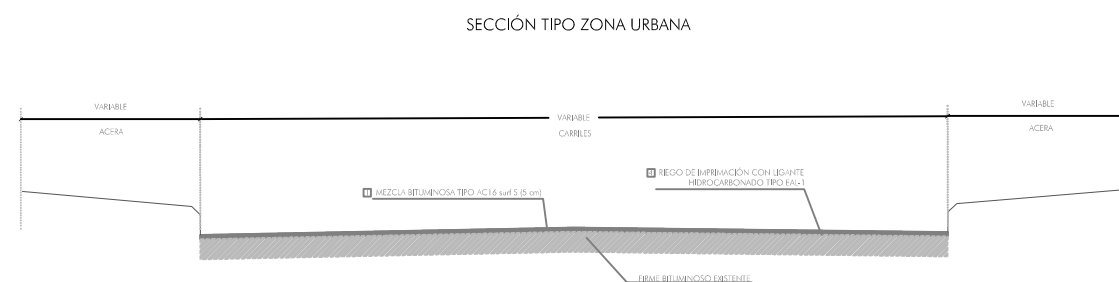 SECCIÓN TIPO ZONA URBANA
VARIABLE
ACERA
VARIABLE
CARRILES
VARIABLE
ACERA
MEZCLA BITUMINOSA TIPO AC16 surf S (5 cm)
RIEGO DE IMPRIMACIÓN CON LIGANTE
HIDROCARBONADO TIPO EAL-1
FIRME BITUMINOSO EXISTENTE